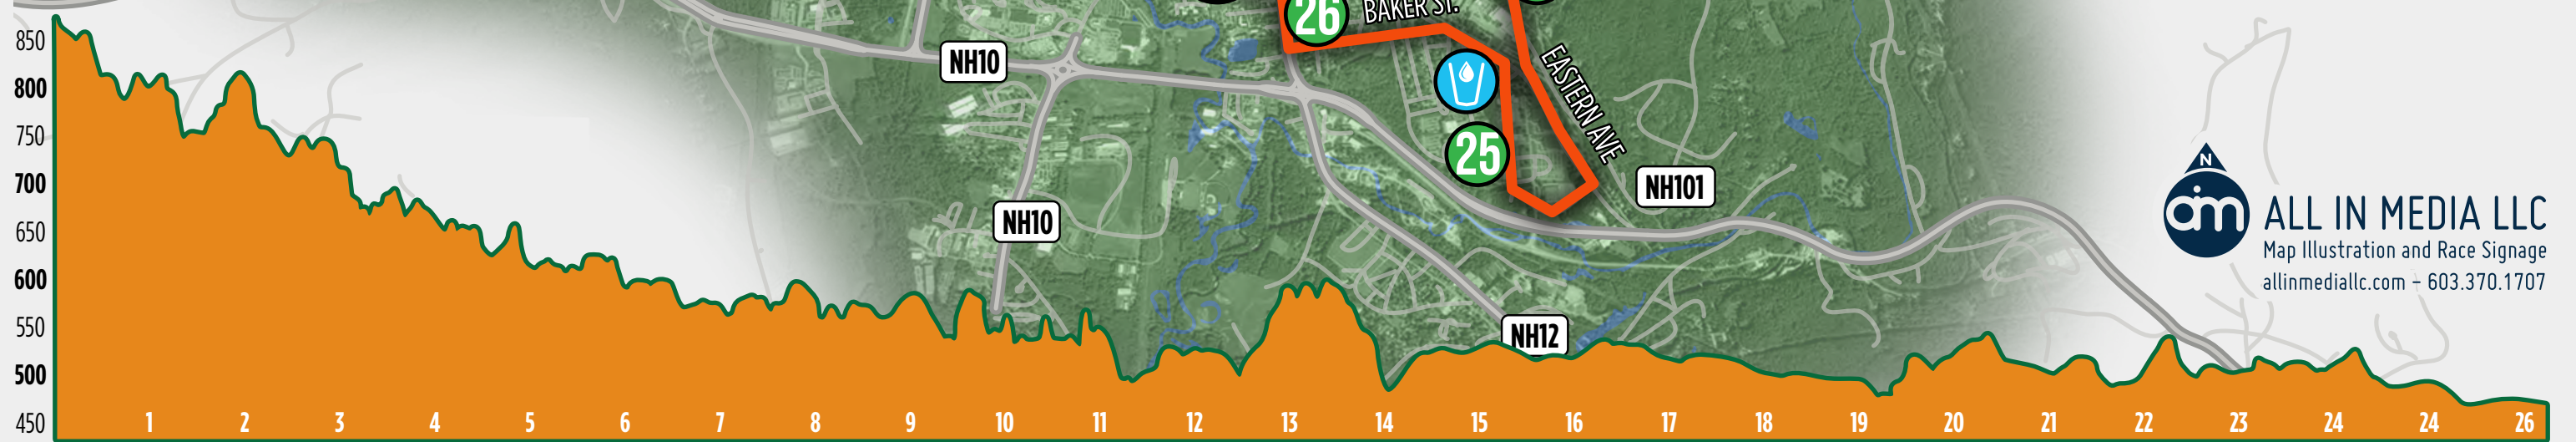 26
BAKER ST.
850
NH10
800
EASTERN AVE
750
25
N
700
NH101
aim
ALL IN MEDIA LLC
650
NH10
Map Illustration and Race Signage
600
allinmediallc.com – 603.370.1707
550
NH12
500
450
1 2 3 4 5 6 7 8 9 10 11 12 13 14 15 16 17 18 19 20 21 22 23 24 24 26